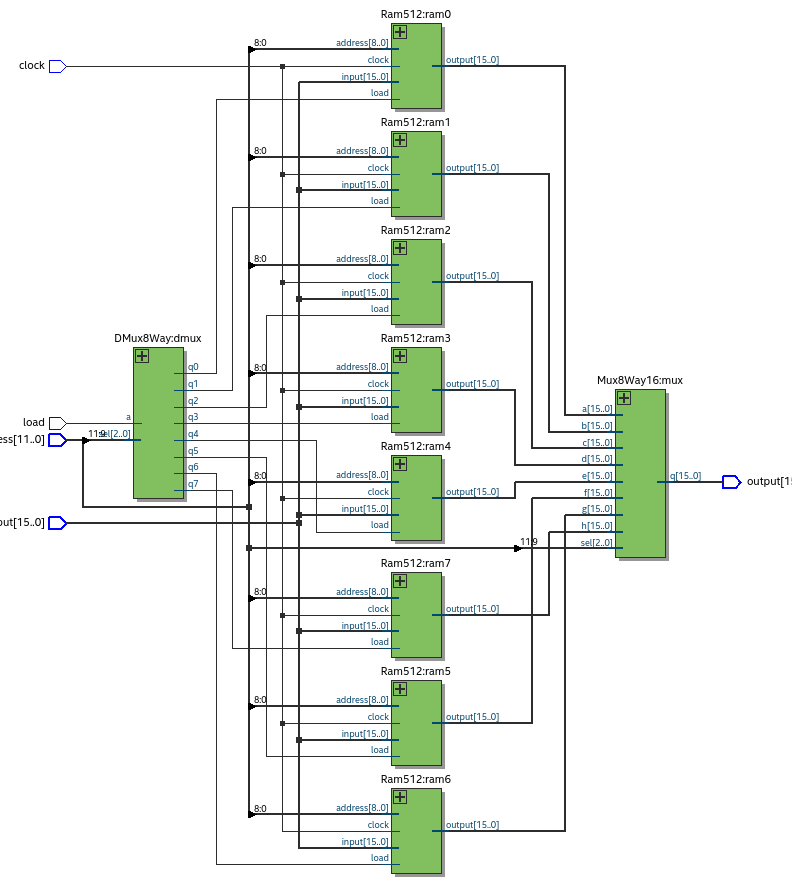 Ram512:ram0
8:0
address[8..0]
clock
input[15..0]
load
output[15..0]
clock
Ram512:ram1
8:0
address[8..0]
clock
input[15..0]
load
output[15..0]
Ram512:ram2
8:0
address[8..0]
clock
input[15..0]
load
output[15..0]
Ram512:ram3
8:0
address[8..0]
clock
input[15..0]
load
output[15..0]
DMux8Way:dmux
a
sel[2..0]
q0
q1
q2
q3
q4
q5
q6
q7
load
ess[11..0]
11:9
put[15..0]
Ram512:ram4
8:0
address[8..0]
clock
input[15..0]
load
output[15..0]
Mux8Way16:mux
a[15..0]
b[15..0]
c[15..0]
d[15..0]
e[15..0]
f[15..0]
g[15..0]
h[15..0]
sel[2..0]
q[15..0]
output[15
11:9
Ram512:ram7
8:0
address[8..0]
clock
input[15..0]
load
output[15..0]
Ram512:ram5
8:0
address[8..0]
clock
input[15..0]
load
output[15..0]
Ram512:ram6
8:0
address[8..0]
clock
input[15..0]
load
output[15..0]